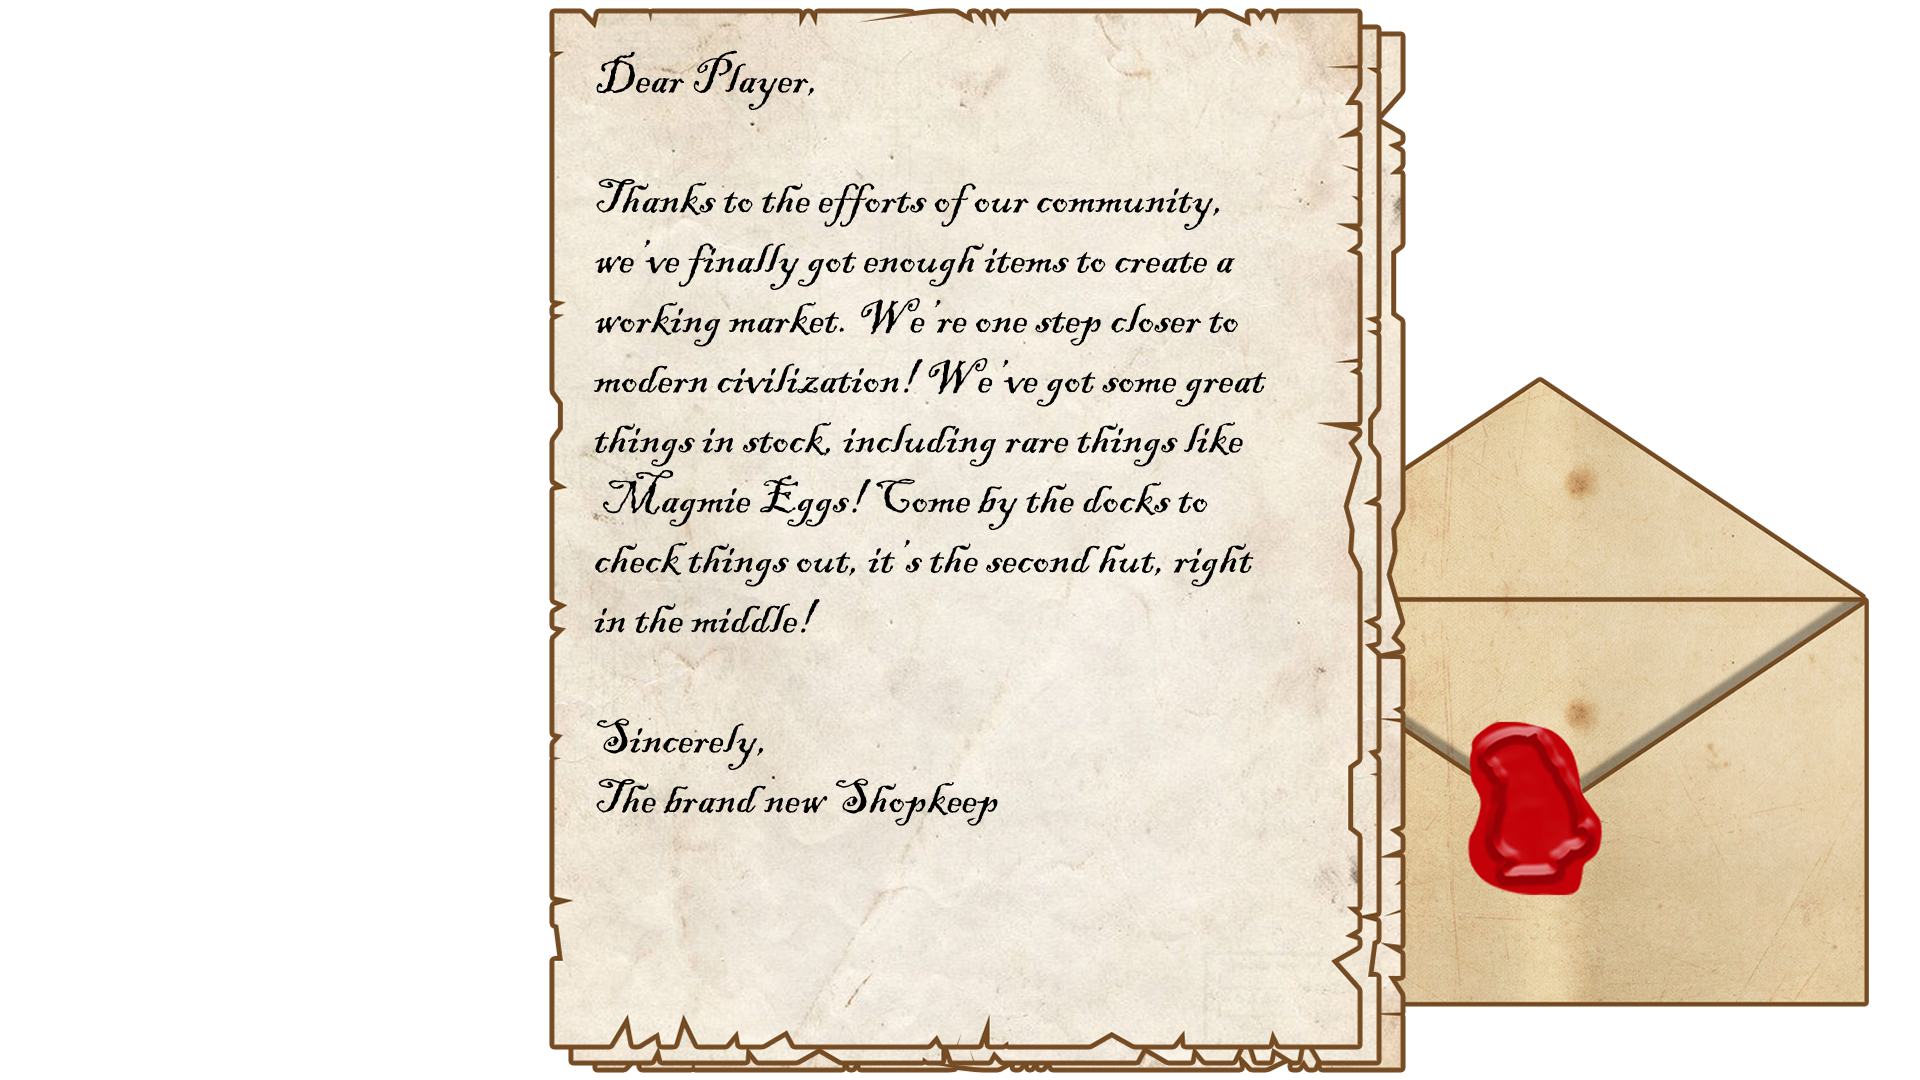 Dear Player,
Thanks to the efforts of our community,
we've finally got enough items to create a
working market. We're one step closer to
modern civilization! We've got some great
things in stock, including rare things like
Magmie Eggs! Come by the docks to
check things out, it's the second hut, right
in the middle!
Sincerely,
The brand new Shopkeep